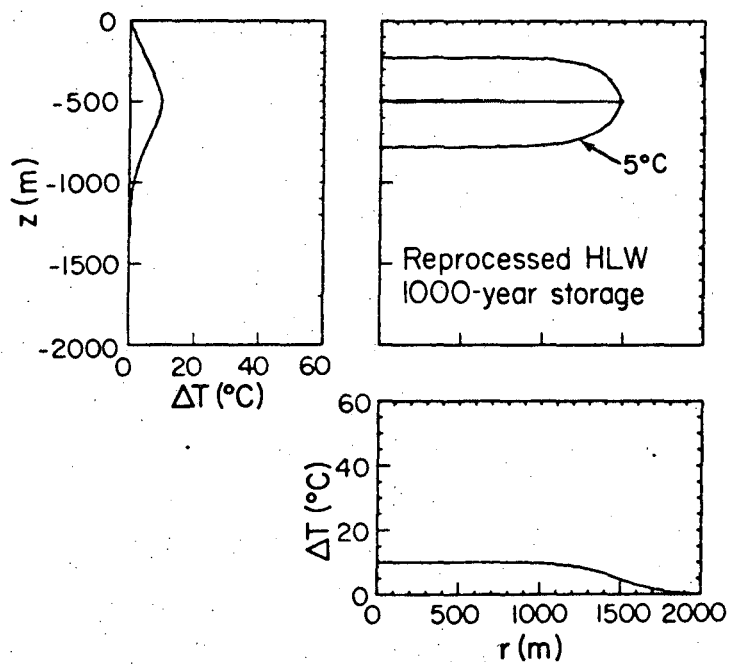 0
-500
-1000
-1500
-2000
z (m)
0 20 40 60
ΔT (°C)
5°C
Reprocessed HLW
1000-year storage
60
40
20
0
ΔT (°C)
0 500 1000 1500 2000
r (m)